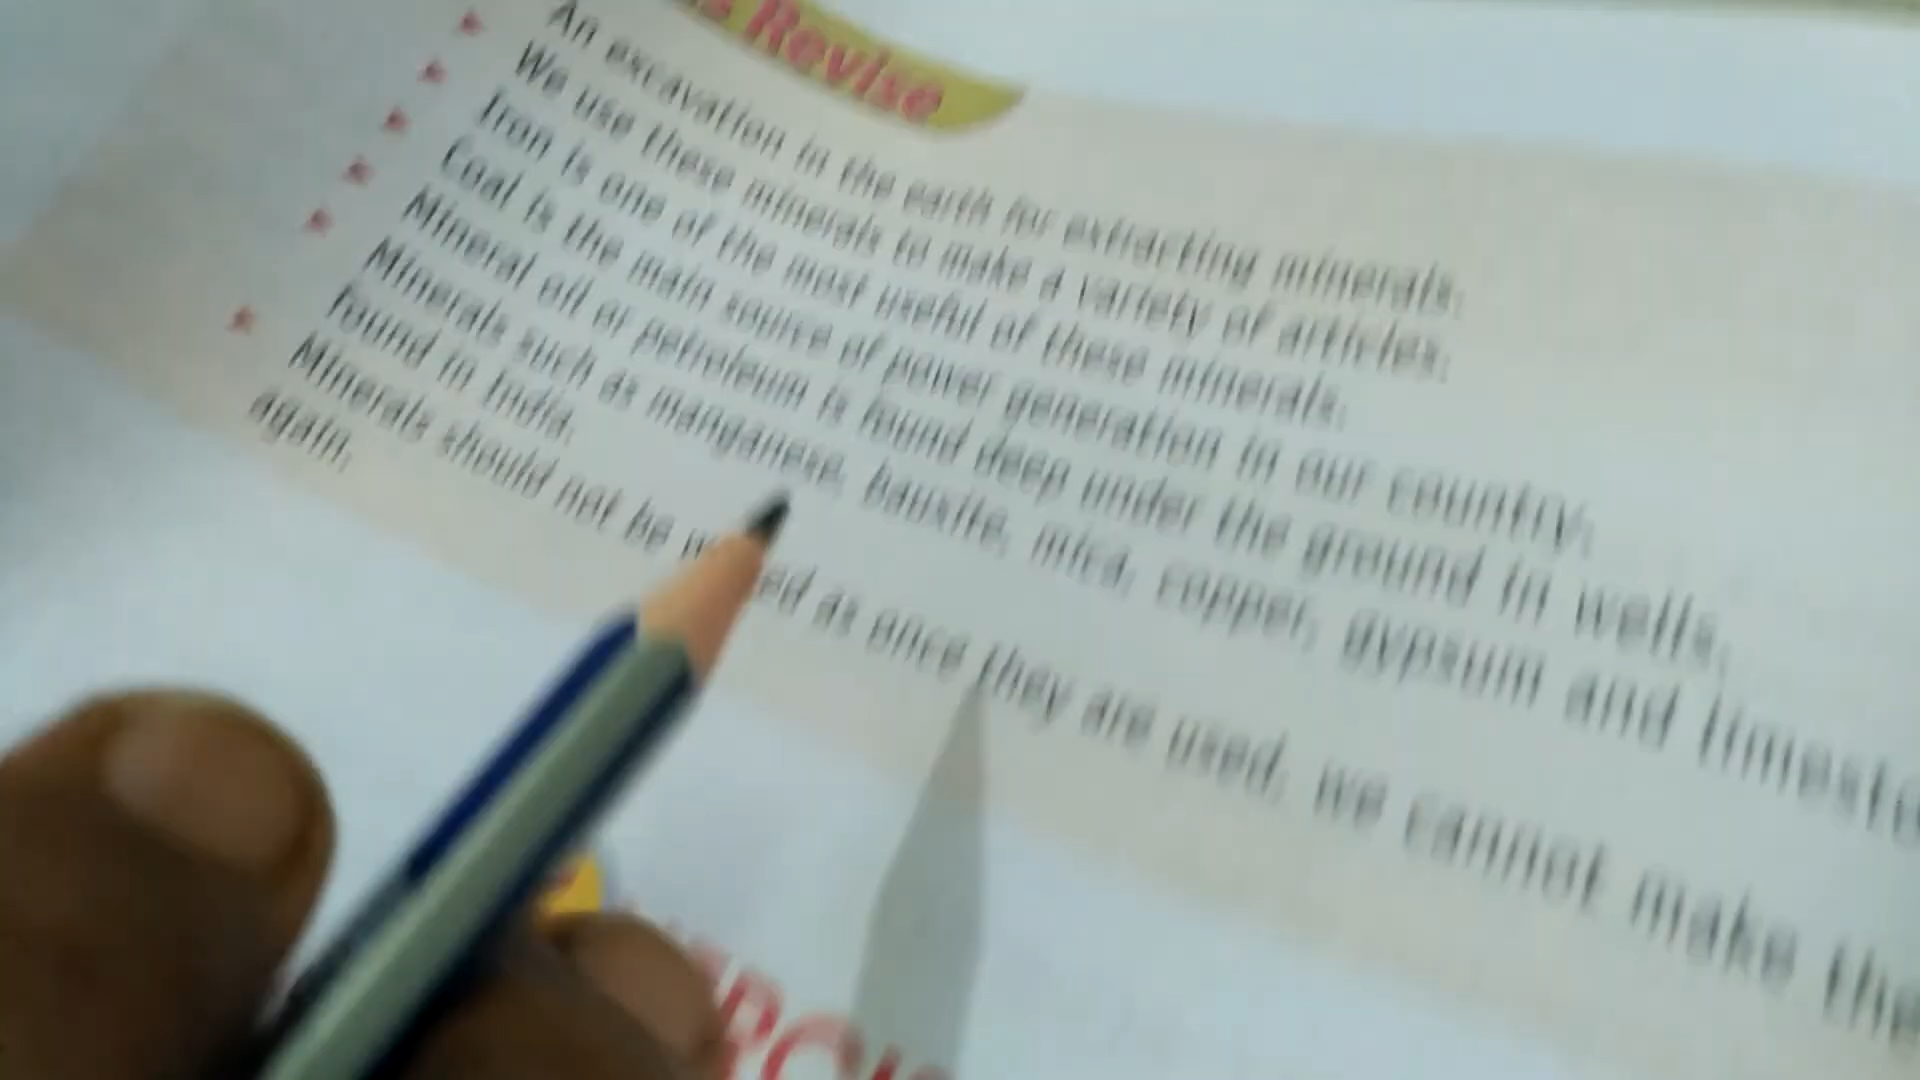 Revise
An excavation in the earth for extracting minerals.
We use these minerals to make a variety of articles.
Iron is one of the most useful of these minerals.
Coal is the main source of power generation in our country.
Mineral oil or petroleum is found deep under the ground in wells.
Minerals such as manganese, bauxite, mica, copper, gypsum and
found in India.
Minerals should not be as once they are used, we cannot make
again.